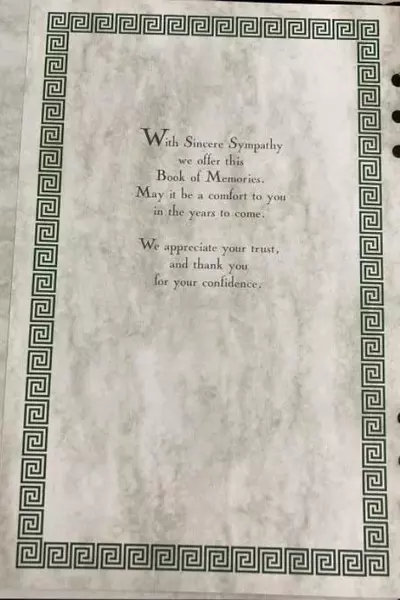 With Sincere Sympathy
we offer this
Book of Memories.
May it be a comfort to you
in the years to come.
We appreciate your trust,
and thank you
for your confidence.